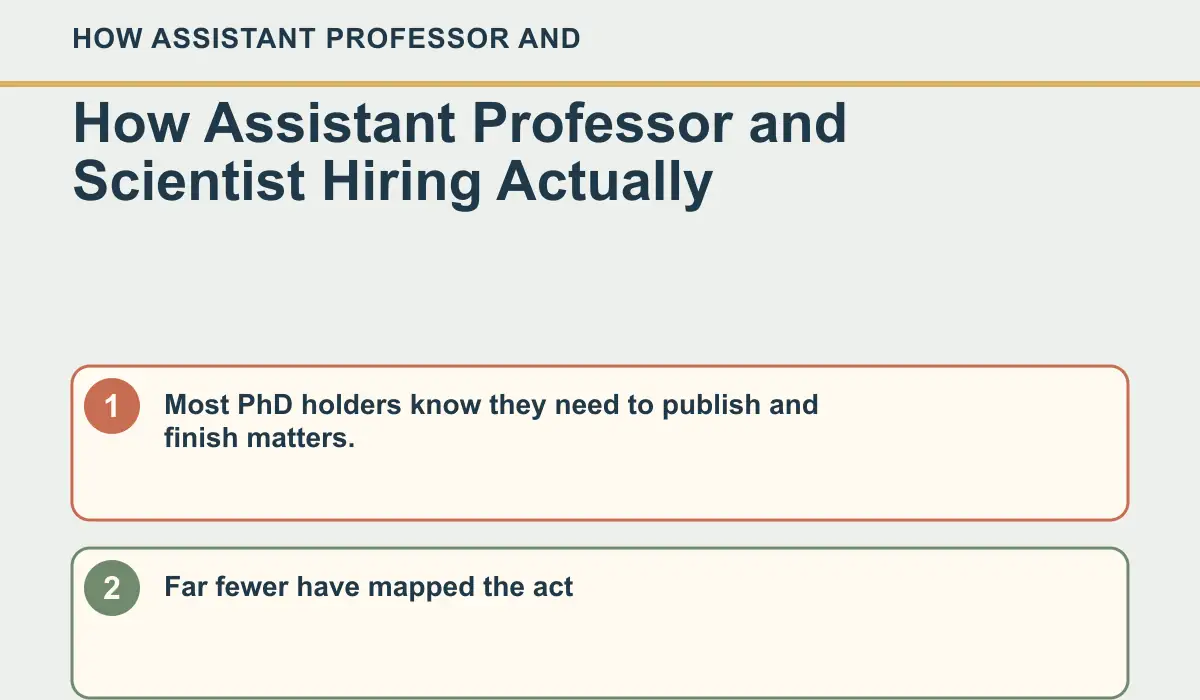 HOW ASSISTANT PROFESSOR AND
How Assistant Professor and
Scientist Hiring Actually
1
Most PhD holders know they need to publish and
finish matters.
2
Far fewer have mapped the act